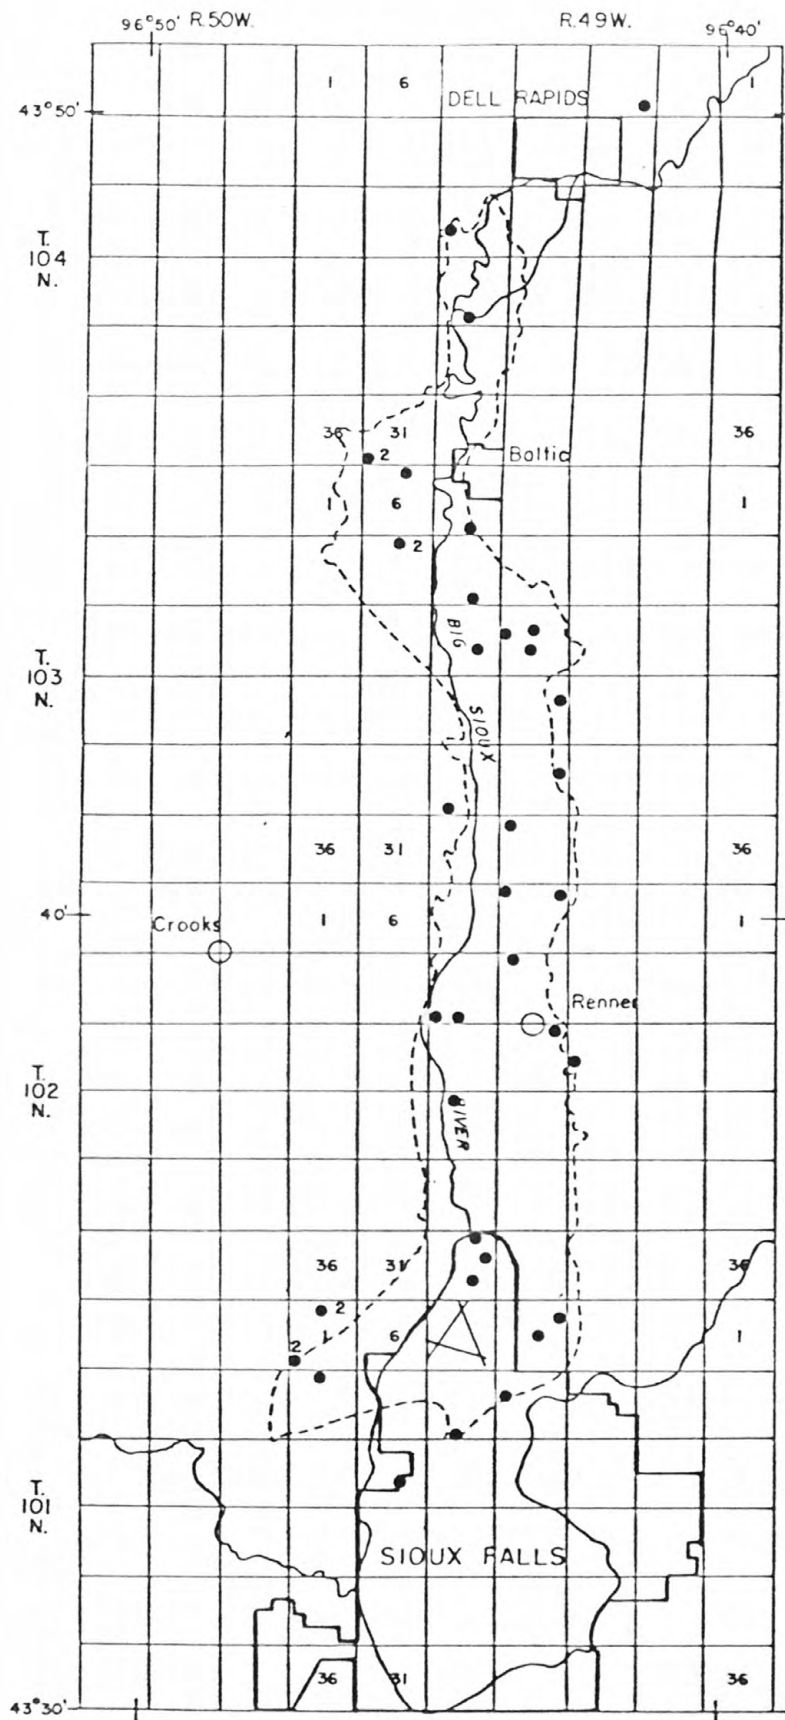 96°50' R.50W. R.49W. 96°40'
1 6 1
43°50' DELL RAPIDS
T.
104
N.
36 31 36
2 Baltic
1 6 1
2
BIG
T.
103
N.
SIOUX
36 31 36
40' Crooks 1 6 1
Renner
T.
102
N.
RIVER
36 31 36
2
1 6 1
2
T.
101
N.
SIOUX FALLS
36 31 36
43°30'